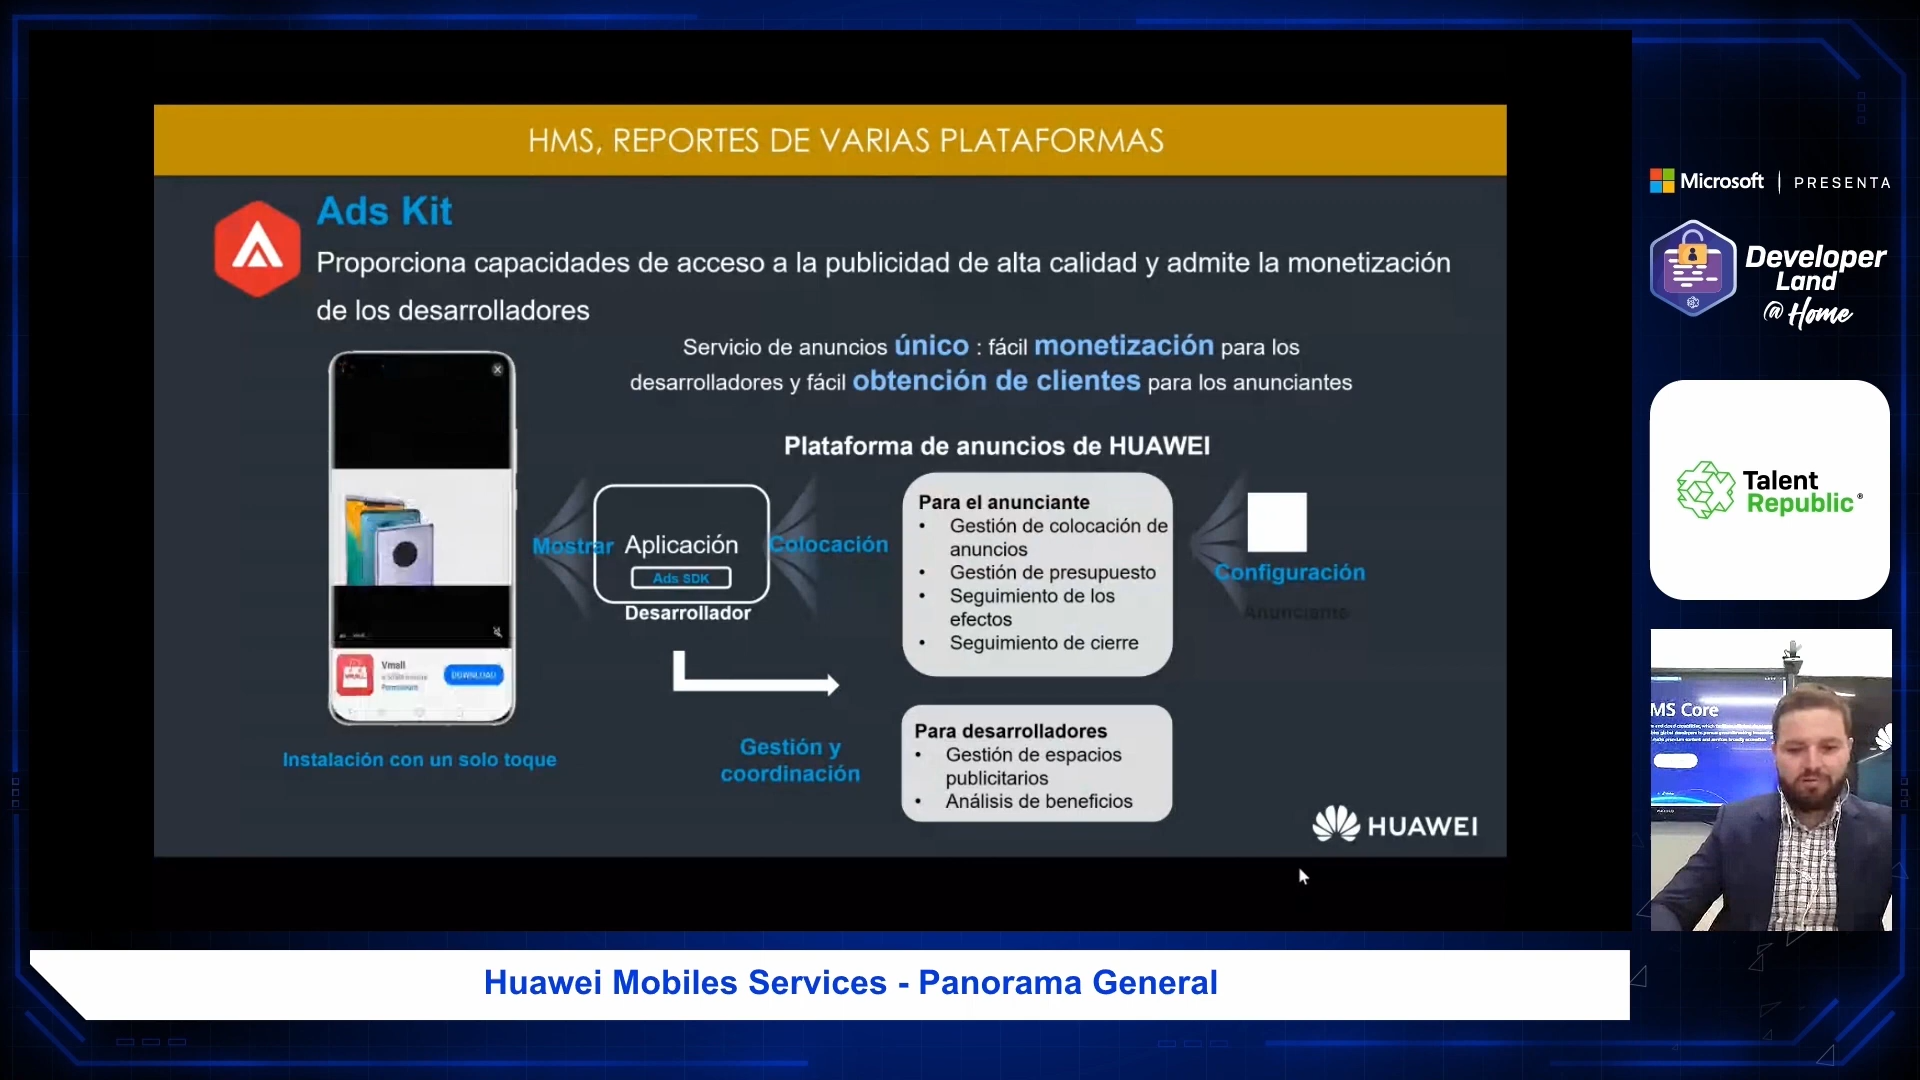 HMS, REPORTES DE VARIAS PLATAFORMAS
Ads Kit
Proporciona capacidades de acceso a la publicidad de alta calidad y admite la monetización
de los desarrolladores
Servicio de anuncios único : fácil monetización para los
desarrolladores y fácil obtención de clientes para los anunciantes
Plataforma de anuncios de HUAWEI
Mostrar
Aplicación
Ads SDK
Desarrollador
Colocación
Para el anunciante
• Gestión de colocación de
anuncios
• Gestión de presupuesto
• Seguimiento de los
efectos
• Seguimiento de cierre
Configuración
Anunciante
Vmall
DOWNLOAD
Instalación con un solo toque
Gestión y
coordinación
Para desarrolladores
• Gestión de espacios
publicitarios
• Análisis de beneficios
HUAWEI
Microsoft | PRESENTA
Developer
Land
@Home
Talent
Republic®
MS Core
Huawei Mobiles Services - Panorama General